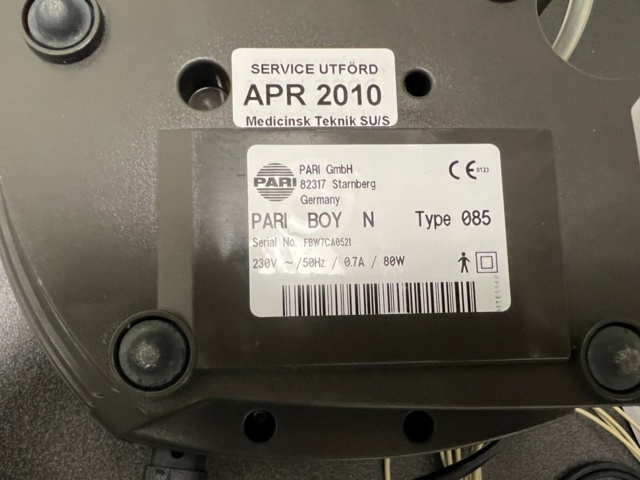 SERVICE UTFÖRD
APR 2010
Medicinsk Teknik SU/S
PARI
PARI GmbH
82317 Starnberg
Germany
CE 0123
PARI BOY N Type 085
Serial No. FBW7CA0521
230V ~ /50Hz / 0.7A / 80W